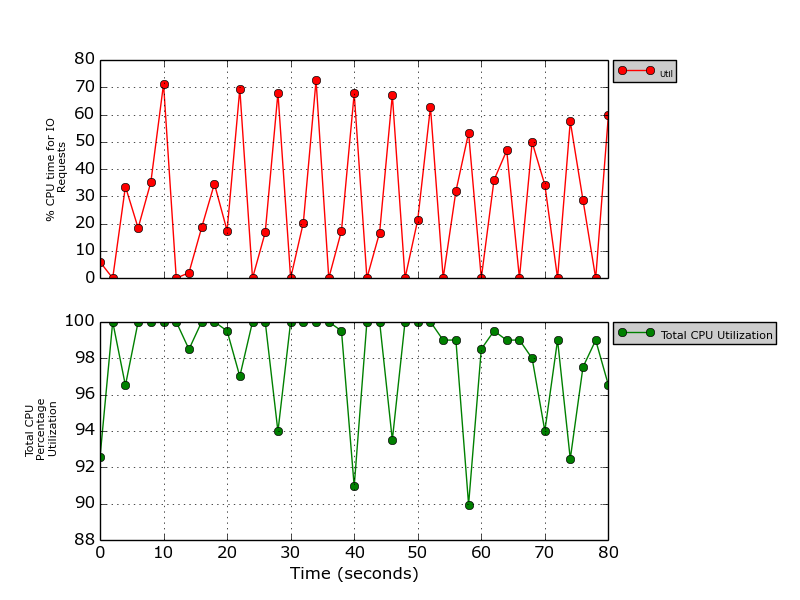 80
70
60
50
40
30
20
10
0
% CPU time for IO
Requests
Util
100
98
96
94
92
90
88
Total CPU
Percentage
Utilization
Total CPU Utilization
0 10 20 30 40 50 60 70 80
Time (seconds)